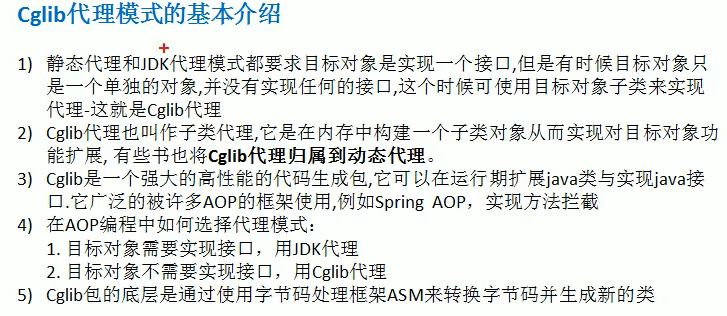 Cglib代理模式的基本介绍
1) 静态代理和JDK代理模式都要求目标对象是实现一个接口,但是有时候目标对象只
是一个单独的对象,并没有实现任何的接口,这个时候可使用目标对象子类来实现
代理-这就是Cglib代理
2) Cglib代理也叫作子类代理,它是在内存中构建一个子类对象从而实现对目标对象功
能扩展, 有些书也将Cglib代理归属到动态代理。
3) Cglib是一个强大的高性能的代码生成包,它可以在运行期扩展java类与实现java接
口.它广泛的被许多AOP的框架使用,例如Spring AOP，实现方法拦截
4) 在AOP编程中如何选择代理模式：
1. 目标对象需要实现接口，用JDK代理
2. 目标对象不需要实现接口，用Cglib代理
5) Cglib包的底层是通过使用字节码处理框架ASM来转换字节码并生成新的类